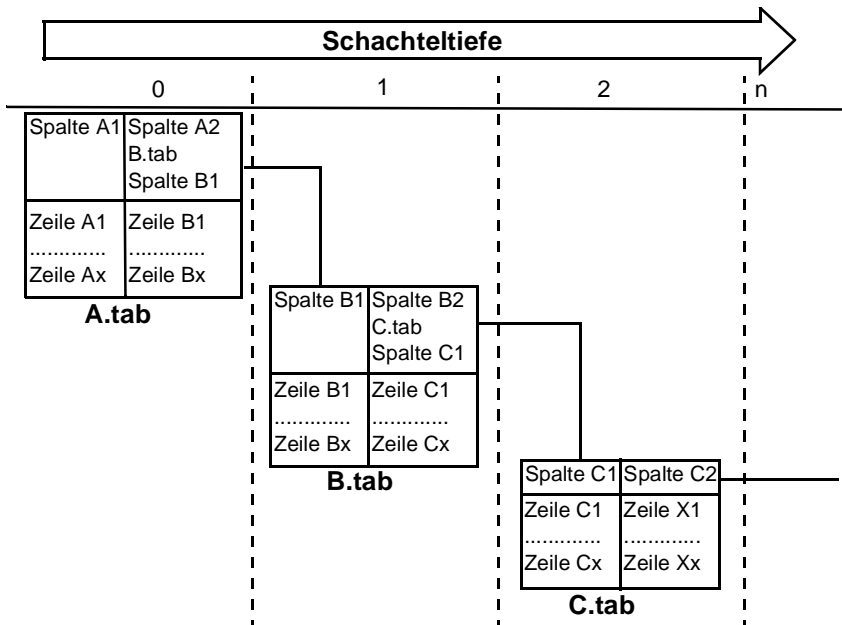 Schachteltiefe
0 1 2 n
Spalte A1 Spalte A2
B.tab
Spalte B1
Zeile A1 Zeile B1
............. .............
Zeile Ax Zeile Bx
A.tab
Spalte B1 Spalte B2
C.tab
Spalte C1
Zeile B1 Zeile C1
............. .............
Zeile Bx Zeile Cx
B.tab
Spalte C1 Spalte C2
Zeile C1 Zeile X1
............. .............
Zeile Cx Zeile Xx
C.tab